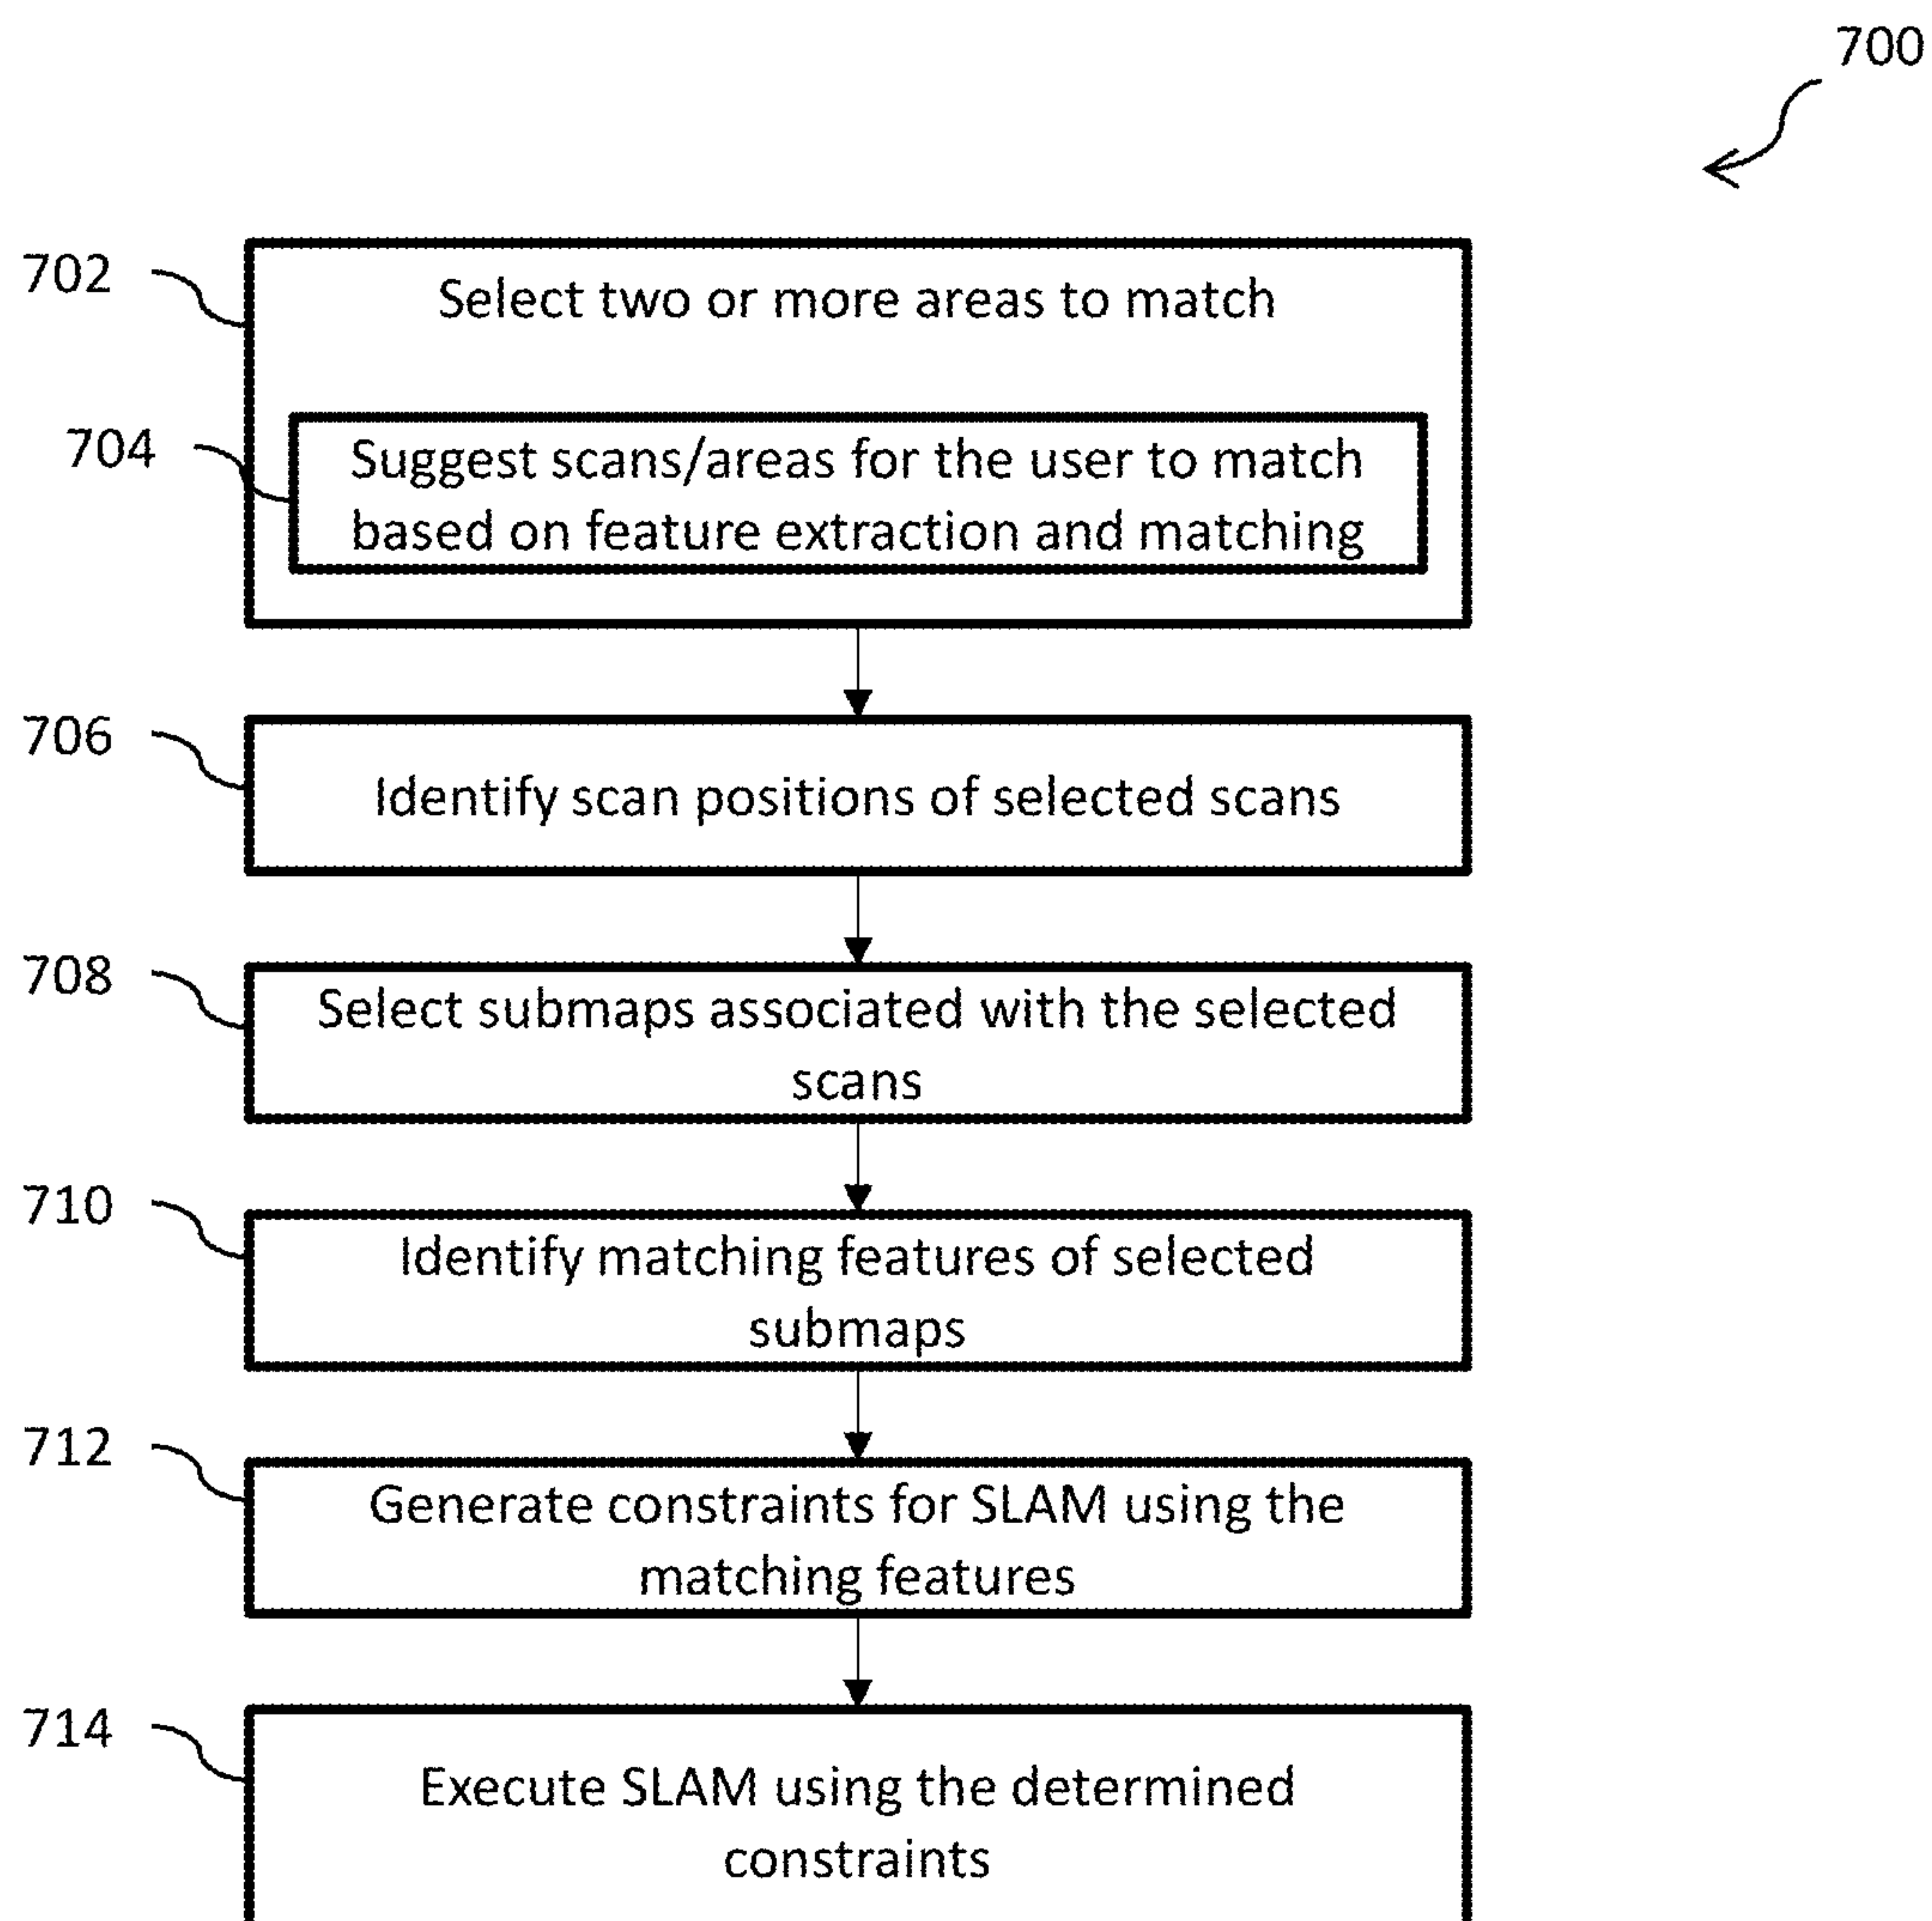 700
702
Select two or more areas to match
704
Suggest scans/areas for the user to match
based on feature extraction and matching
706
Identify scan positions of selected scans
708
Select submaps associated with the selected
scans
710
Identify matching features of selected
submaps
712
Generate constraints for SLAM using the
matching features
714
Execute SLAM using the determined
constraints